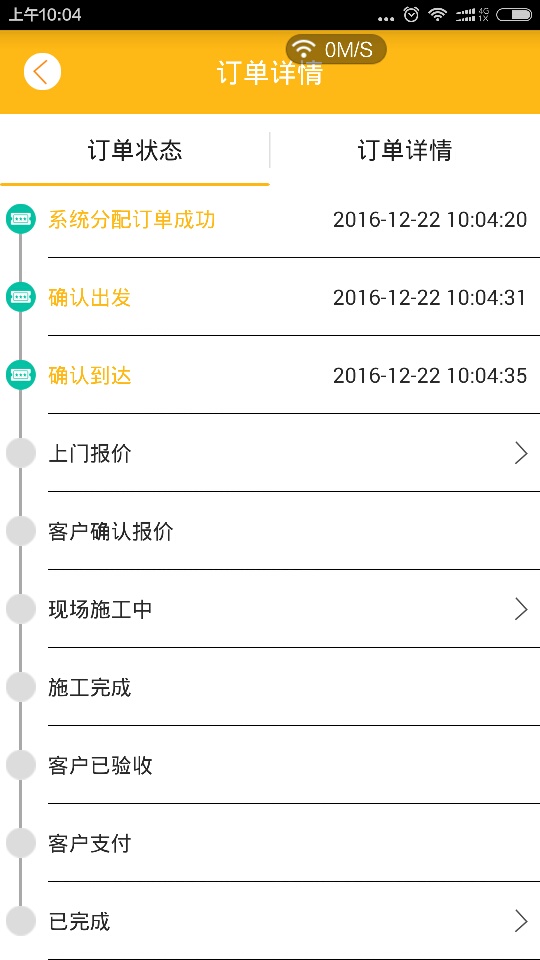 上午10:04
... 4G 1X
0M/S
订单详情
订单状态 订单详情
系统分配订单成功 2016-12-22 10:04:20
确认出发 2016-12-22 10:04:31
确认到达 2016-12-22 10:04:35
上门报价
客户确认报价
现场施工中
施工完成
客户已验收
客户支付
已完成